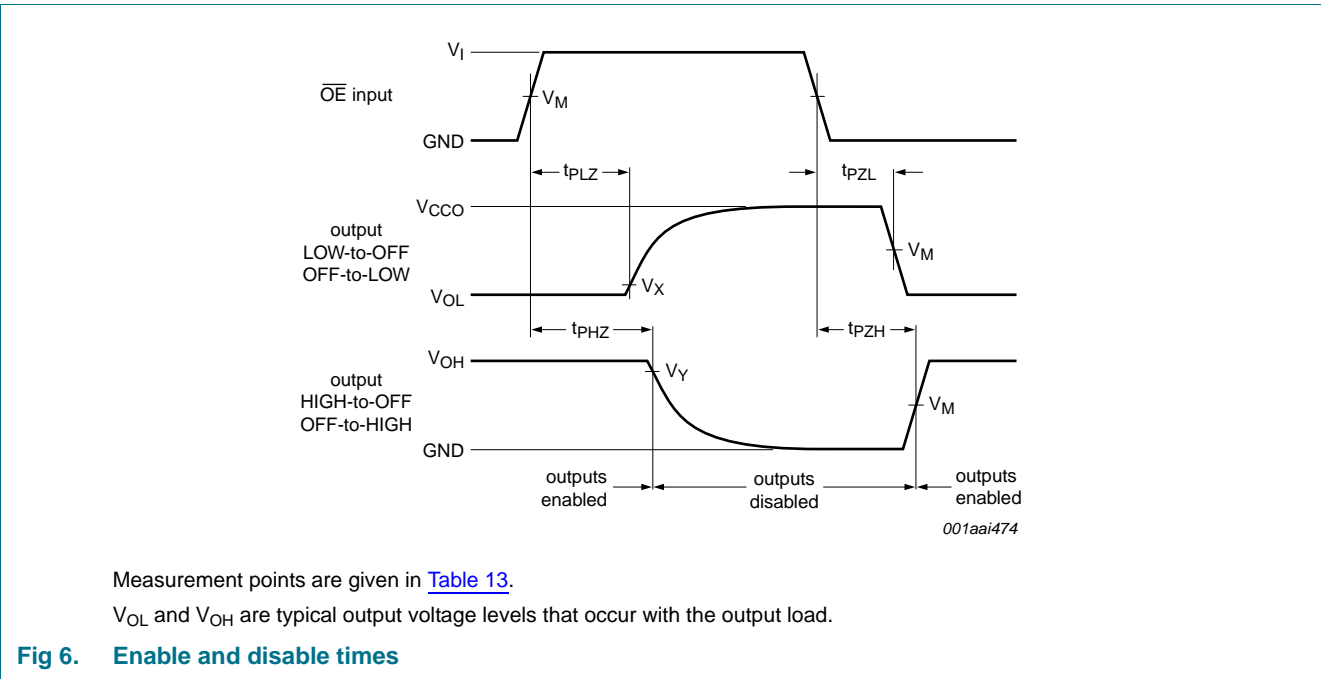 V_I
OE input
V_M
GND
t_PLZ
t_PZL
V_CCO
output
LOW-to-OFF
OFF-to-LOW
V_M
V_X
V_OL
t_PHZ
t_PZH
V_OH
V_Y
output
HIGH-to-OFF
OFF-to-HIGH
V_M
GND
outputs
enabled
outputs
disabled
outputs
enabled
001aai474
Measurement points are given in Table 13.
V_OL and V_OH are typical output voltage levels that occur with the output load.
Fig 6. Enable and disable times